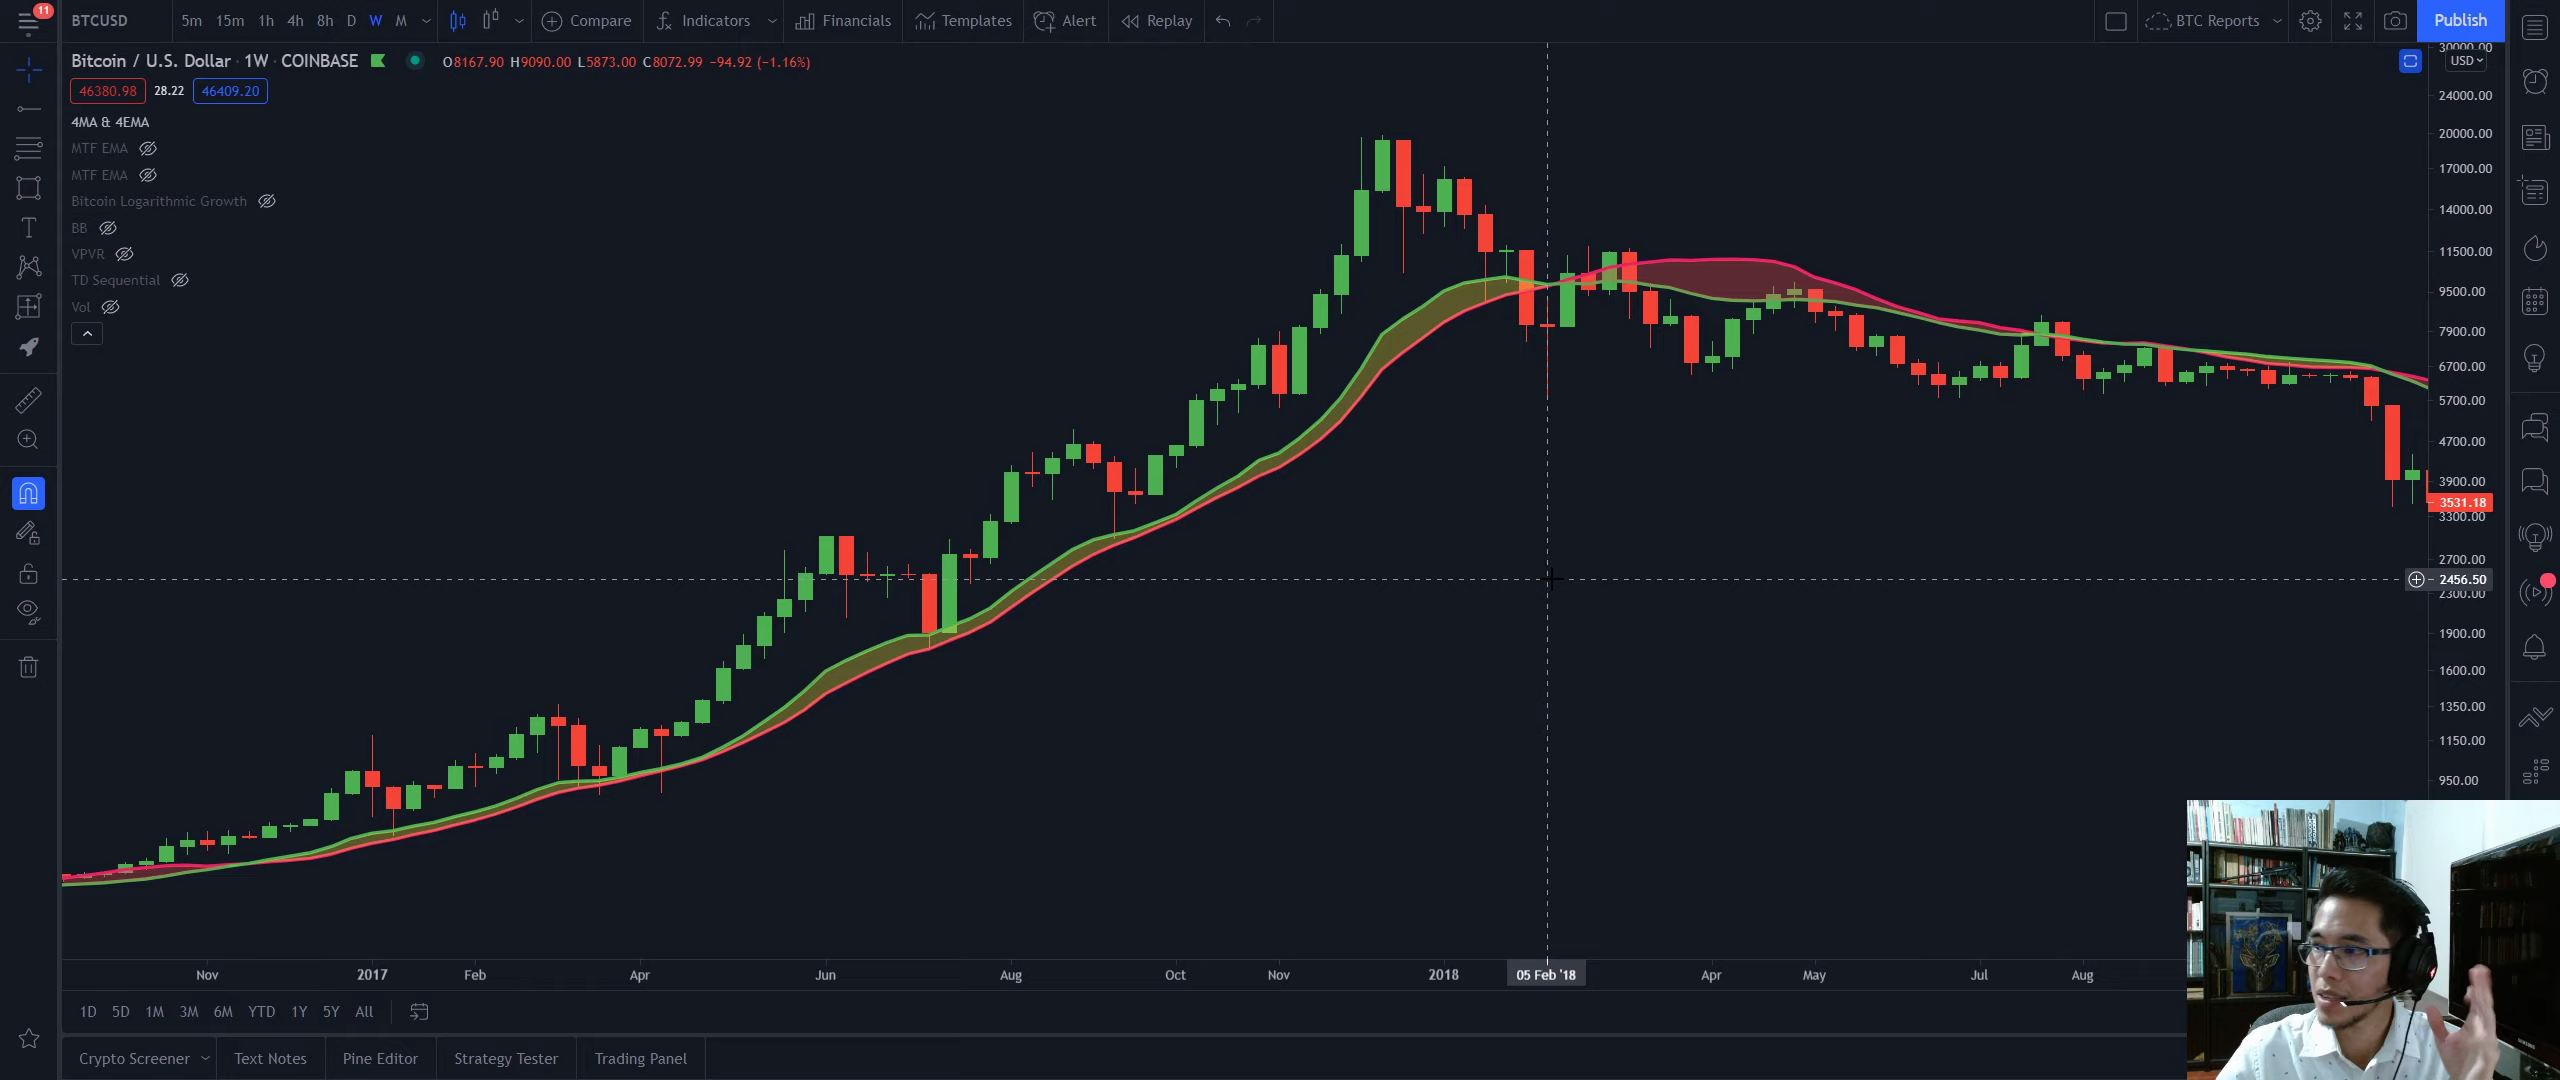 11
BTCUSD 5m 15m 1h 4h 8h D W M Compare Indicators Financials Templates Alert Replay BTC Reports Publish
Bitcoin / U.S. Dollar · 1W · COINBASE O8167.90 H9090.00 L5873.00 C8072.99 −94.92 (−1.16%)
46380.98 28.22 46409.20
4MA & 4EMA
MTF EMA
MTF EMA
Bitcoin Logarithmic Growth
BB
VPVR
TD Sequential
Vol
30000.00
USD
24000.00
20000.00
17000.00
14000.00
11500.00
9500.00
7900.00
6700.00
5700.00
4700.00
3900.00
3531.18
3300.00
2700.00
2456.50
2300.00
1900.00
1600.00
1350.00
1150.00
950.00
Nov 2017 Feb Apr Jun Aug Oct Nov 2018 05 Feb '18 Apr May Jul Aug
1D 5D 1M 3M 6M YTD 1Y 5Y All
Crypto Screener Text Notes Pine Editor Strategy Tester Trading Panel